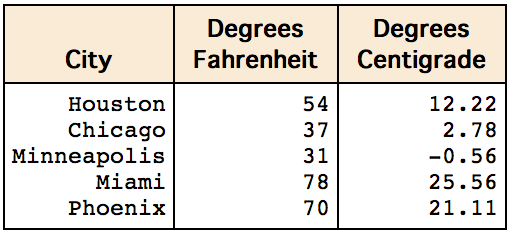 City Degrees Fahrenheit Degrees Centigrade
Houston 54 12.22
Chicago 37 2.78
Minneapolis 31 -0.56
Miami 78 25.56
Phoenix 70 21.11